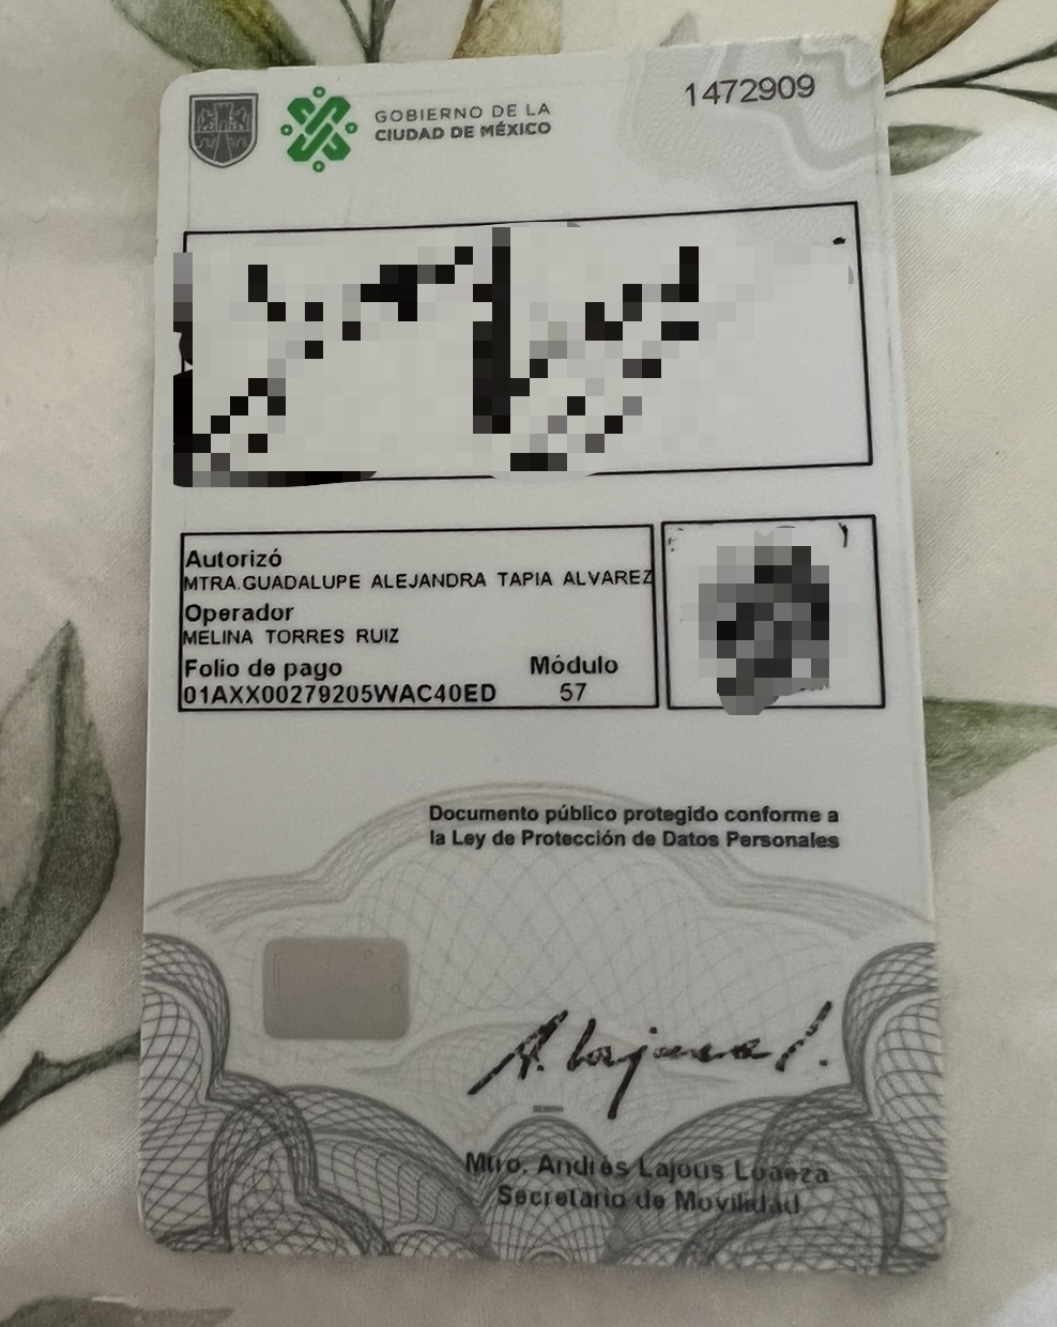 GOBIERNO DE LA
CIUDAD DE MÉXICO
1472909
Autorizó
MTRA.GUADALUPE ALEJANDRA TAPIA ALVAREZ
Operador
MELINA TORRES RUIZ
Folio de pago Módulo
01AXX00279205WAC40ED 57
Documento público protegido conforme a
la Ley de Protección de Datos Personales
A. Lajous L.
Mtro. Andrés Lajous Loaeza
Secretario de Movilidad